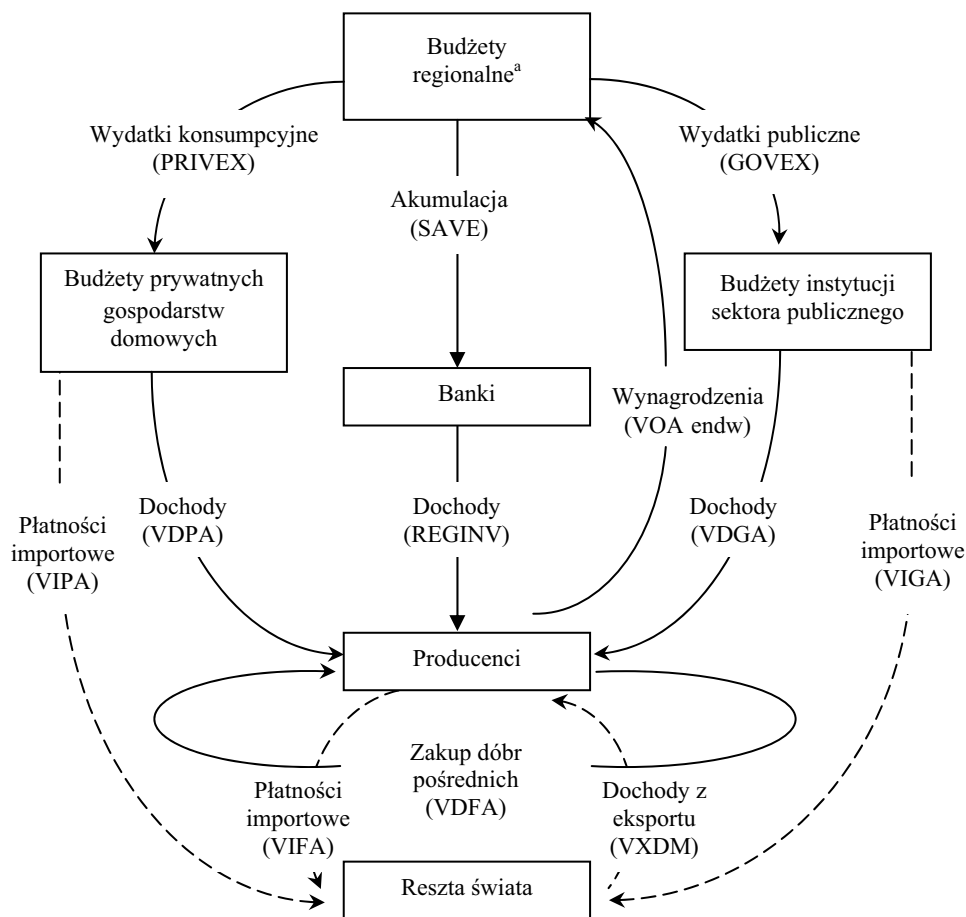 Budżety
regionalneᵃ
Wydatki konsumpcyjne
(PRIVEX)
Wydatki publiczne
(GOVEX)
Akumulacja
(SAVE)
Budżety prywatnych
gospodarstw
domowych
Budżety instytucji
sektora publicznego
Banki
Wynagrodzenia
(VOA endw)
Płatności
importowe
(VIPA)
Dochody
(VDPA)
Dochody
(REGINV)
Dochody
(VDGA)
Płatności
importowe
(VIGA)
Producenci
Zakup dóbr
pośrednich
(VDFA)
Płatności
importowe
(VIFA)
Dochody z
eksportu
(VXDM)
Reszta świata